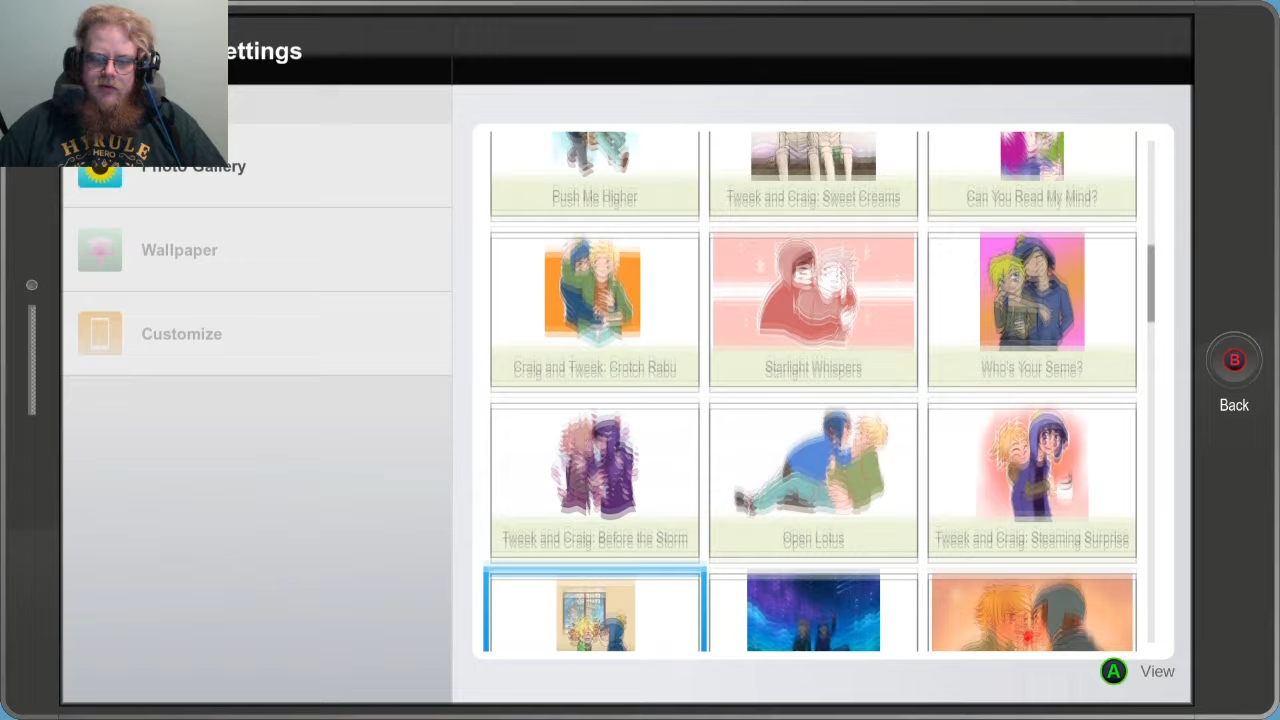 ettings
HYRULE
HERO
Photo Gallery
Wallpaper
Customize
Push Me Higher
Tweek and Craig: Sweet Creams
Can You Read My Mind?
Craig and Tweek: Crotch Rabu
Starlight Whispers
Who's Your Seme?
Tweek and Craig: Before the Storm
Open Lotus
Tweek and Craig: Steaming Surprise
B
Back
A
View